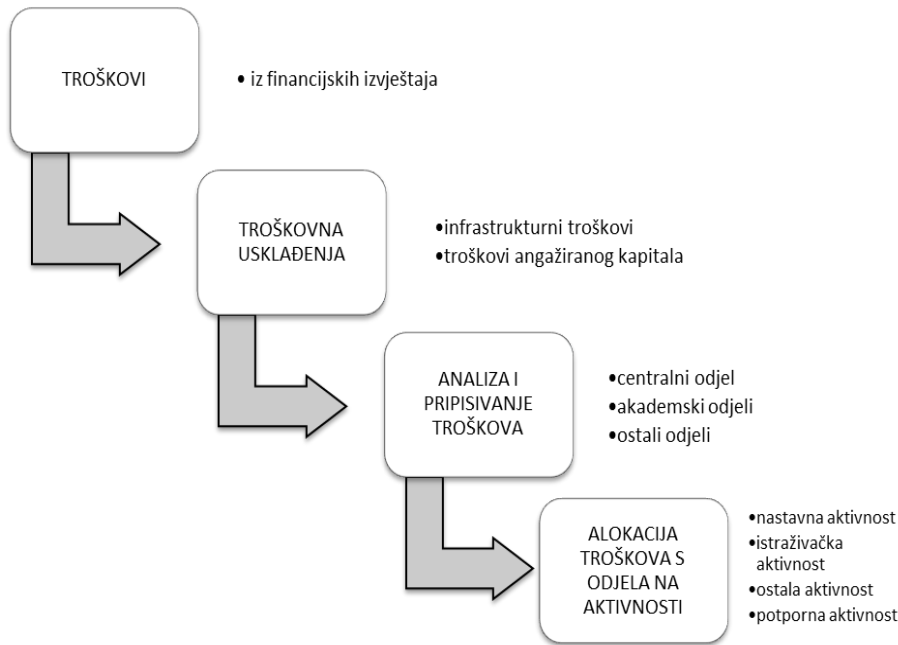 TROŠKOVI
• iz financijskih izvještaja
TROŠKOVNA
USKLAĐENJA
•infrastrukturni troškovi
•troškovi angažiranog kapitala
ANALIZA I
PRIPISIVANJE
TROŠKOVA
•centralni odjel
•akademski odjeli
•ostali odjeli
ALOKACIJA
TROŠKOVA S
ODJELA NA
AKTIVNOSTI
•nastavna aktivnost
•istraživačka
aktivnost
•ostala aktivnost
•potporna aktivnost